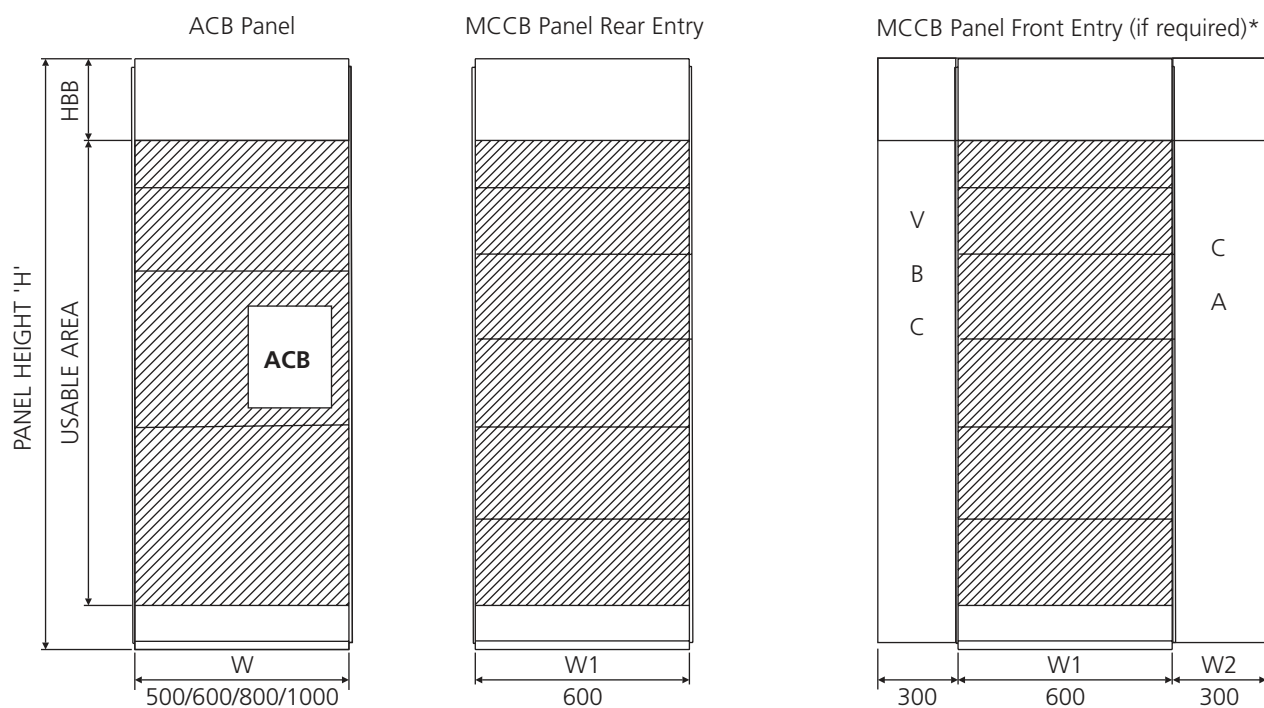 ACB Panel
MCCB Panel Rear Entry
MCCB Panel Front Entry (if required)*
PANEL HEIGHT 'H'
HBB
USABLE AREA
ACB
V
B
C
C
A
W
500/600/800/1000
W1
600
300
W1
600
W2
300